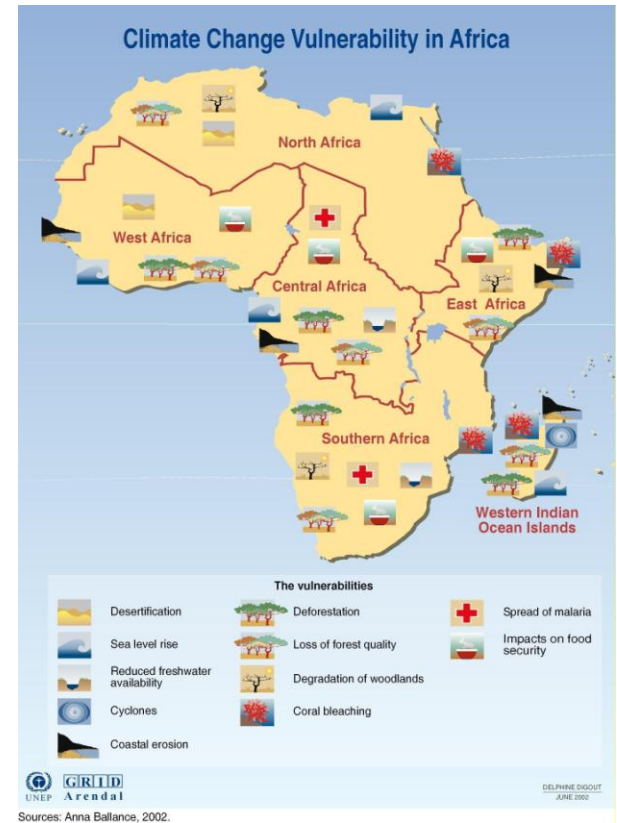 Climate Change Vulnerability in Africa
North Africa
West Africa
Central Africa
East Africa
Southern Africa
Western Indian
Ocean Islands
The vulnerabilities
Desertification
Sea level rise
Reduced freshwater
availability
Cyclones
Coastal erosion
Deforestation
Loss of forest quality
Degradation of woodlands
Coral bleaching
Spread of malaria
Impacts on food
security
UNEP
GRID
Arendal
DELPHINE DIGOUT
JUNE 2002
Sources: Anna Ballance, 2002.